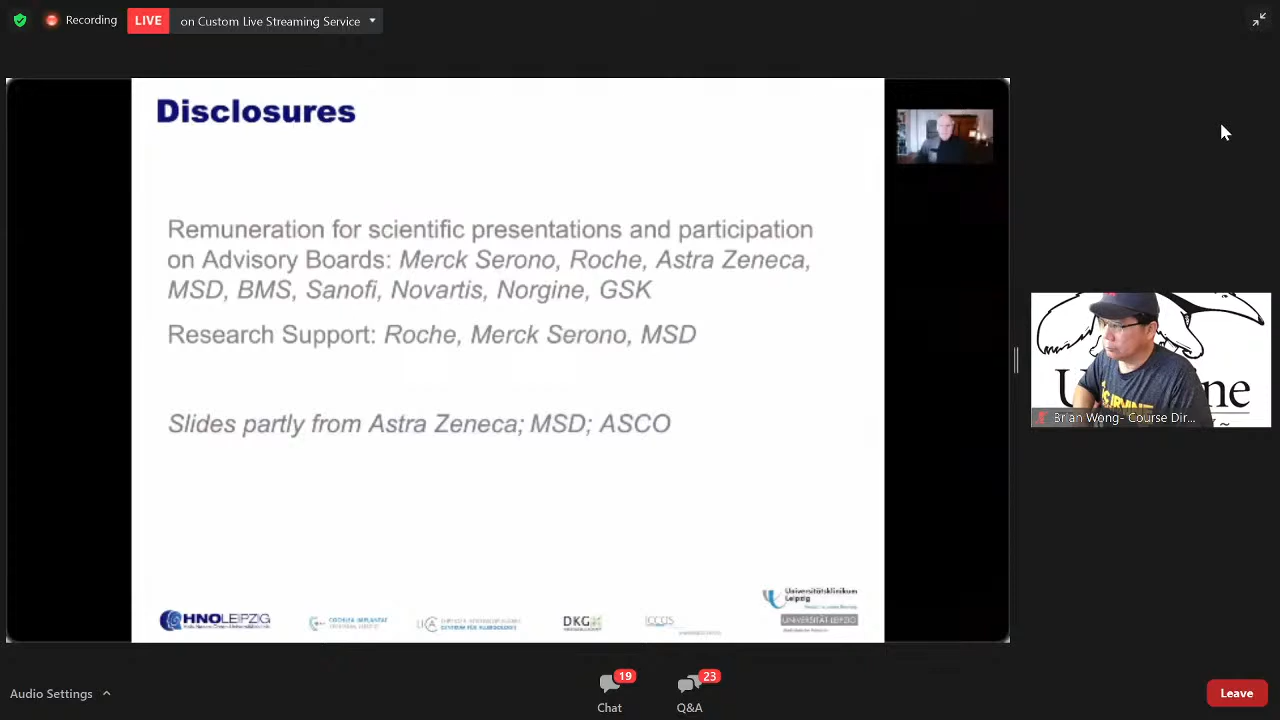 Recording
LIVE
on Custom Live Streaming Service
Disclosures
Remuneration for scientific presentations and participation
on Advisory Boards: Merck Serono, Roche, Astra Zeneca,
MSD, BMS, Sanofi, Novartis, Norgine, GSK
Research Support: Roche, Merck Serono, MSD
Slides partly from Astra Zeneca; MSD; ASCO
Brian Wong- Course Dir...
HNOLEIPZIG
DKG
Universitätsklinikum
Leipzig
UNIVERSITÄT LEIPZIG
Audio Settings
19
Chat
23
Q&A
Leave